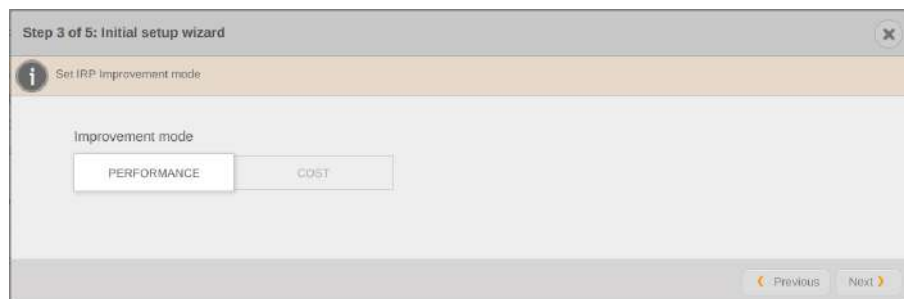 Step 3 of 5: Initial setup wizard
Set IRP Improvement mode
Improvement mode
PERFORMANCE COST
Previous Next